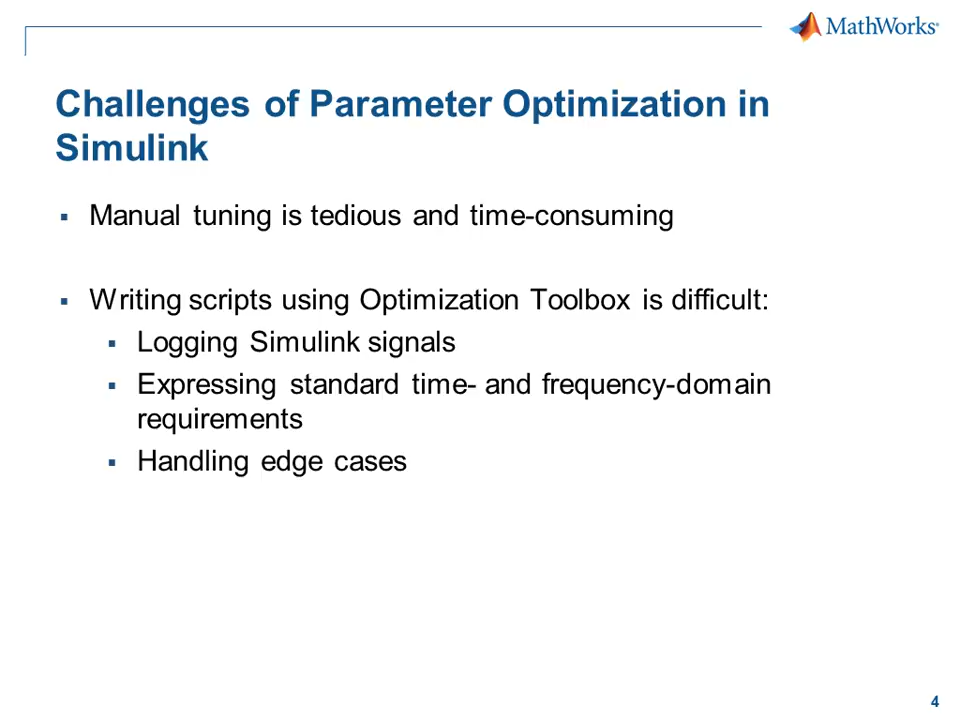 MathWorks®
Challenges of Parameter Optimization in
Simulink
▪ Manual tuning is tedious and time-consuming
▪ Writing scripts using Optimization Toolbox is difficult:
▪ Logging Simulink signals
▪ Expressing standard time- and frequency-domain
requirements
▪ Handling edge cases
4